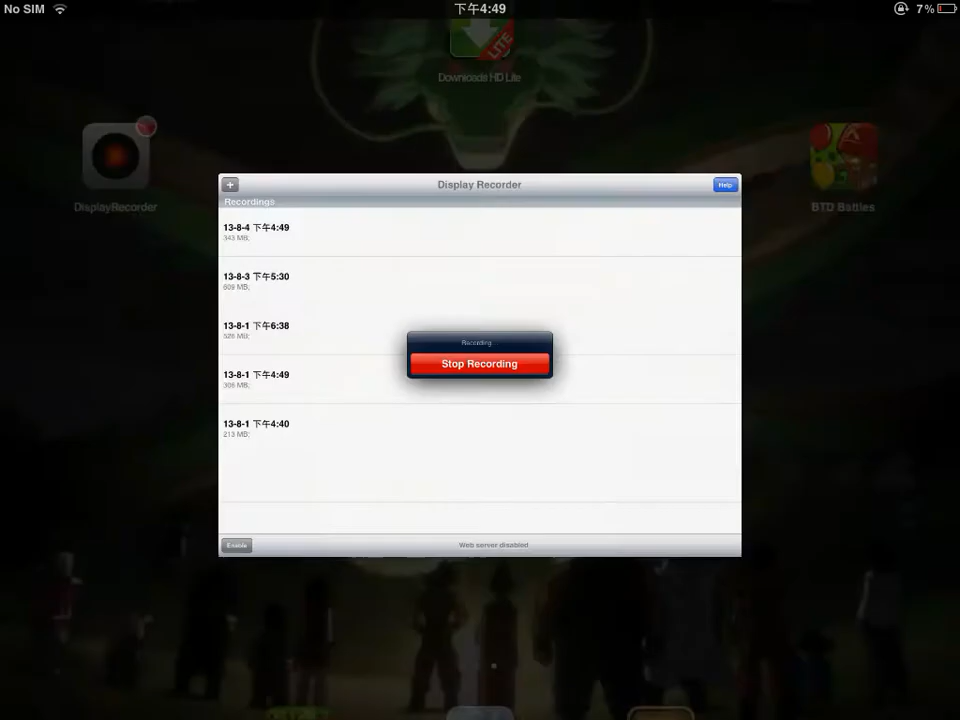 No SIM
下午4:49
7%
LITE
Downloads HD Lite
DisplayRecorder
BTD Battles
Display Recorder
Help
Recordings
13-8-4 下午4:49
343 MB;
13-8-3 下午5:30
609 MB;
13-8-1 下午6:38
526 MB;
13-8-1 下午4:49
306 MB;
13-8-1 下午4:40
213 MB;
Recording...
Stop Recording
Enable
Web server disabled